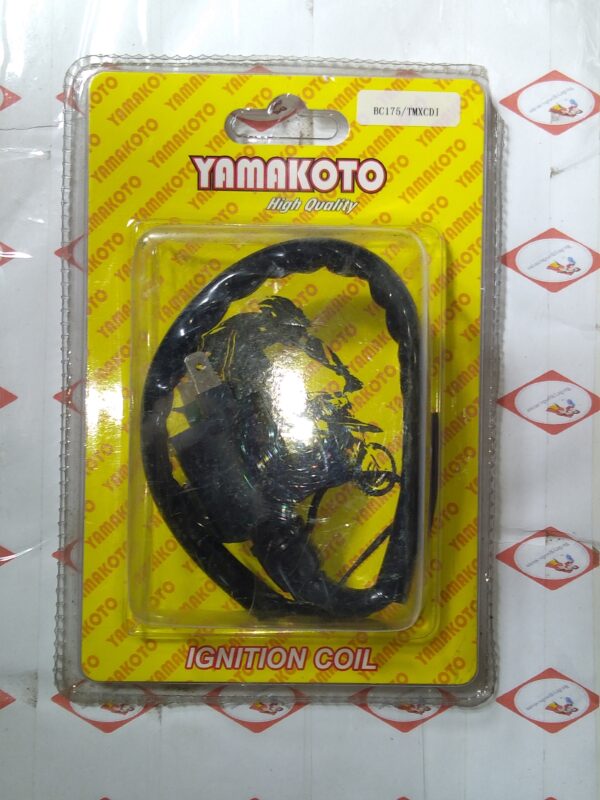 BC175/TMXCDI
YAMAKOTO
High Quality
IGNITION COIL